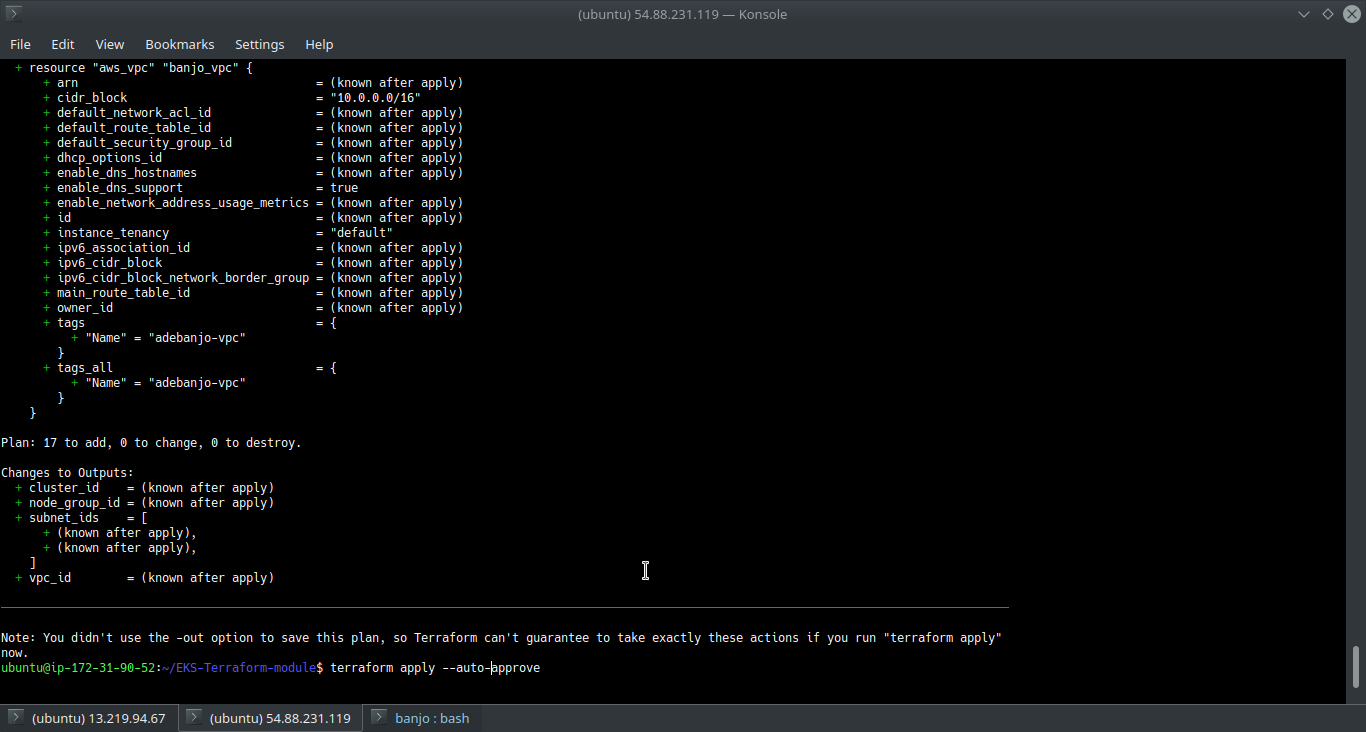 (ubuntu) 54.88.231.119 — Konsole
File Edit View Bookmarks Settings Help
+ resource "aws_vpc" "banjo_vpc" {
+ arn = (known after apply)
+ cidr_block = "10.0.0.0/16"
+ default_network_acl_id = (known after apply)
+ default_route_table_id = (known after apply)
+ default_security_group_id = (known after apply)
+ dhcp_options_id = (known after apply)
+ enable_dns_hostnames = (known after apply)
+ enable_dns_support = true
+ enable_network_address_usage_metrics = (known after apply)
+ id = (known after apply)
+ instance_tenancy = "default"
+ ipv6_association_id = (known after apply)
+ ipv6_cidr_block = (known after apply)
+ ipv6_cidr_block_network_border_group = (known after apply)
+ main_route_table_id = (known after apply)
+ owner_id = (known after apply)
+ tags = {
+ "Name" = "adebanjo-vpc"
}
+ tags_all = {
+ "Name" = "adebanjo-vpc"
}
}
Plan: 17 to add, 0 to change, 0 to destroy.
Changes to Outputs:
+ cluster_id = (known after apply)
+ node_group_id = (known after apply)
+ subnet_ids = [
+ (known after apply),
+ (known after apply),
]
+ vpc_id = (known after apply)
Note: You didn't use the -out option to save this plan, so Terraform can't guarantee to take exactly these actions if you run "terraform apply"
now.
ubuntu@ip-172-31-90-52:~/EKS-Terraform-module$ terraform apply --auto-approve
(ubuntu) 13.219.94.67 (ubuntu) 54.88.231.119 banjo : bash